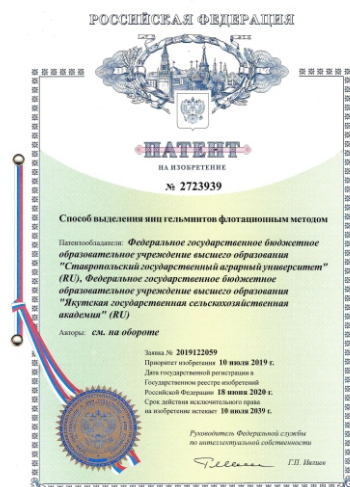 РОССИЙСКАЯ ФЕДЕРАЦИЯ
ПАТЕНТ
НА ИЗОБРЕТЕНИЕ
№ 2723939
Способ выделения яиц гельминтов флотационным методом
Патентообладатели: Федеральное государственное бюджетное
образовательное учреждение высшего образования
"Ставропольский государственный аграрный университет"
(RU), Федеральное государственное бюджетное
образовательное учреждение высшего образования
"Якутская государственная сельскохозяйственная
академия" (RU)
Авторы: см. на обороте
Заявка № 2019122059
Приоритет изобретения 10 июля 2019 г.
Дата государственной регистрации в
Государственном реестре изобретений
Российской Федерации 18 июня 2020 г.
Срок действия исключительного права
на изобретение истекает 10 июля 2039 г.
Руководитель Федеральной службы
по интеллектуальной собственности
Г.П. Ивлиев